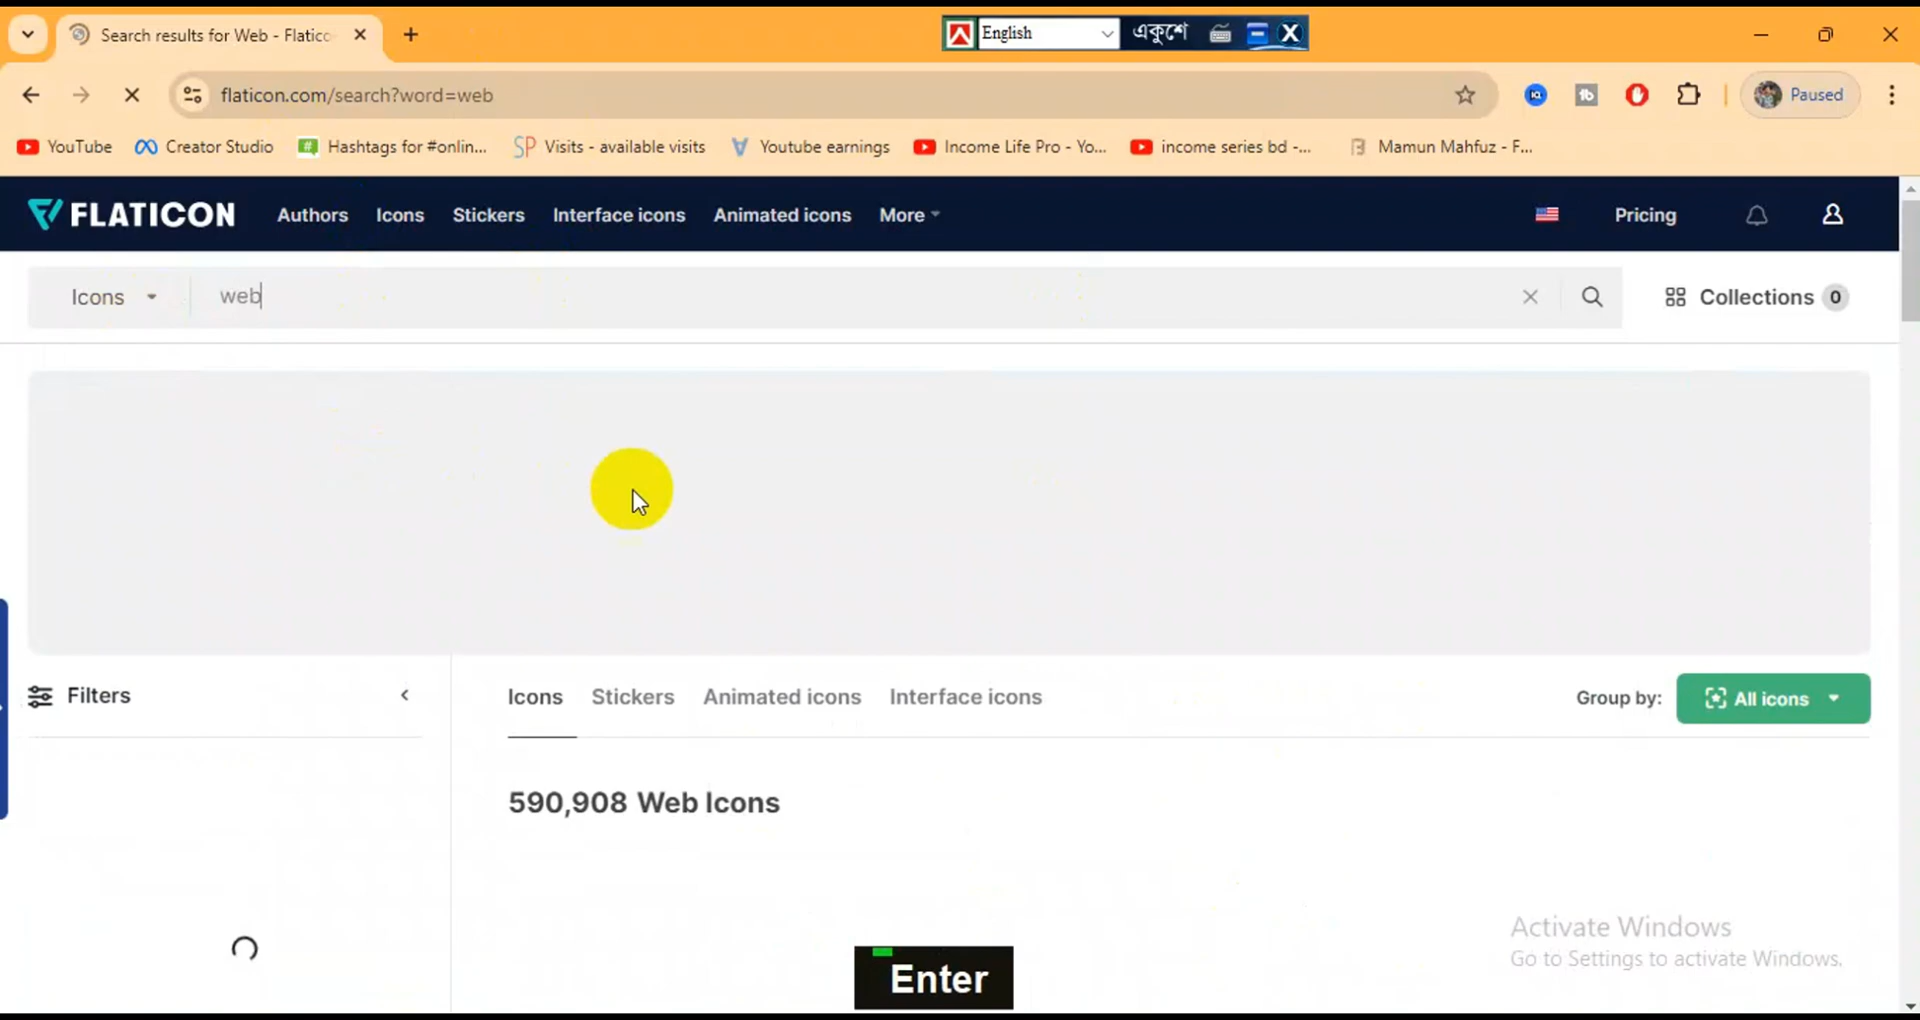 Search results for Web - Flatico
English
একুশে
flaticon.com/search?word=web
Paused
YouTube
Creator Studio
Hashtags for #onlin...
Visits - available visits
Youtube earnings
Income Life Pro - Yo...
income series bd -...
Mamun Mahfuz - F...
FLATICON
Authors
Icons
Stickers
Interface icons
Animated icons
More
Pricing
Icons
web
Collections 0
Filters
Icons
Stickers
Animated icons
Interface icons
Group by:
All icons
590,908 Web Icons
Activate Windows
Go to Settings to activate Windows.
Enter